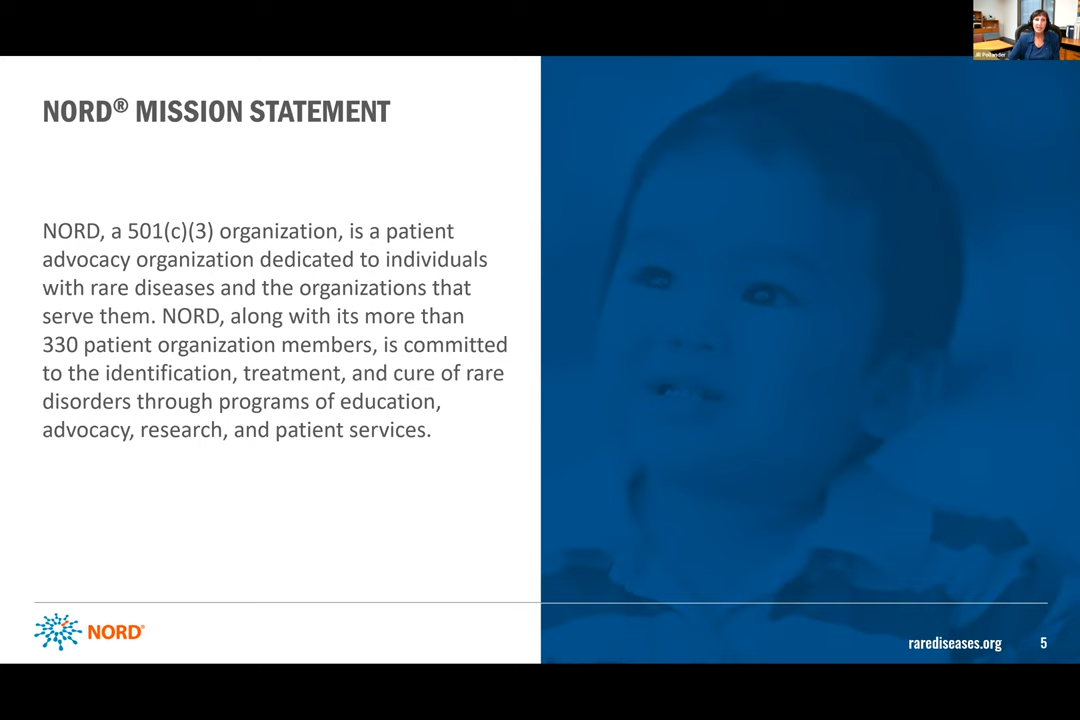 Jill Pollander
NORD® MISSION STATEMENT
NORD, a 501(c)(3) organization, is a patient
advocacy organization dedicated to individuals
with rare diseases and the organizations that
serve them. NORD, along with its more than
330 patient organization members, is committed
to the identification, treatment, and cure of rare
disorders through programs of education,
advocacy, research, and patient services.
NORD®
rarediseases.org
5